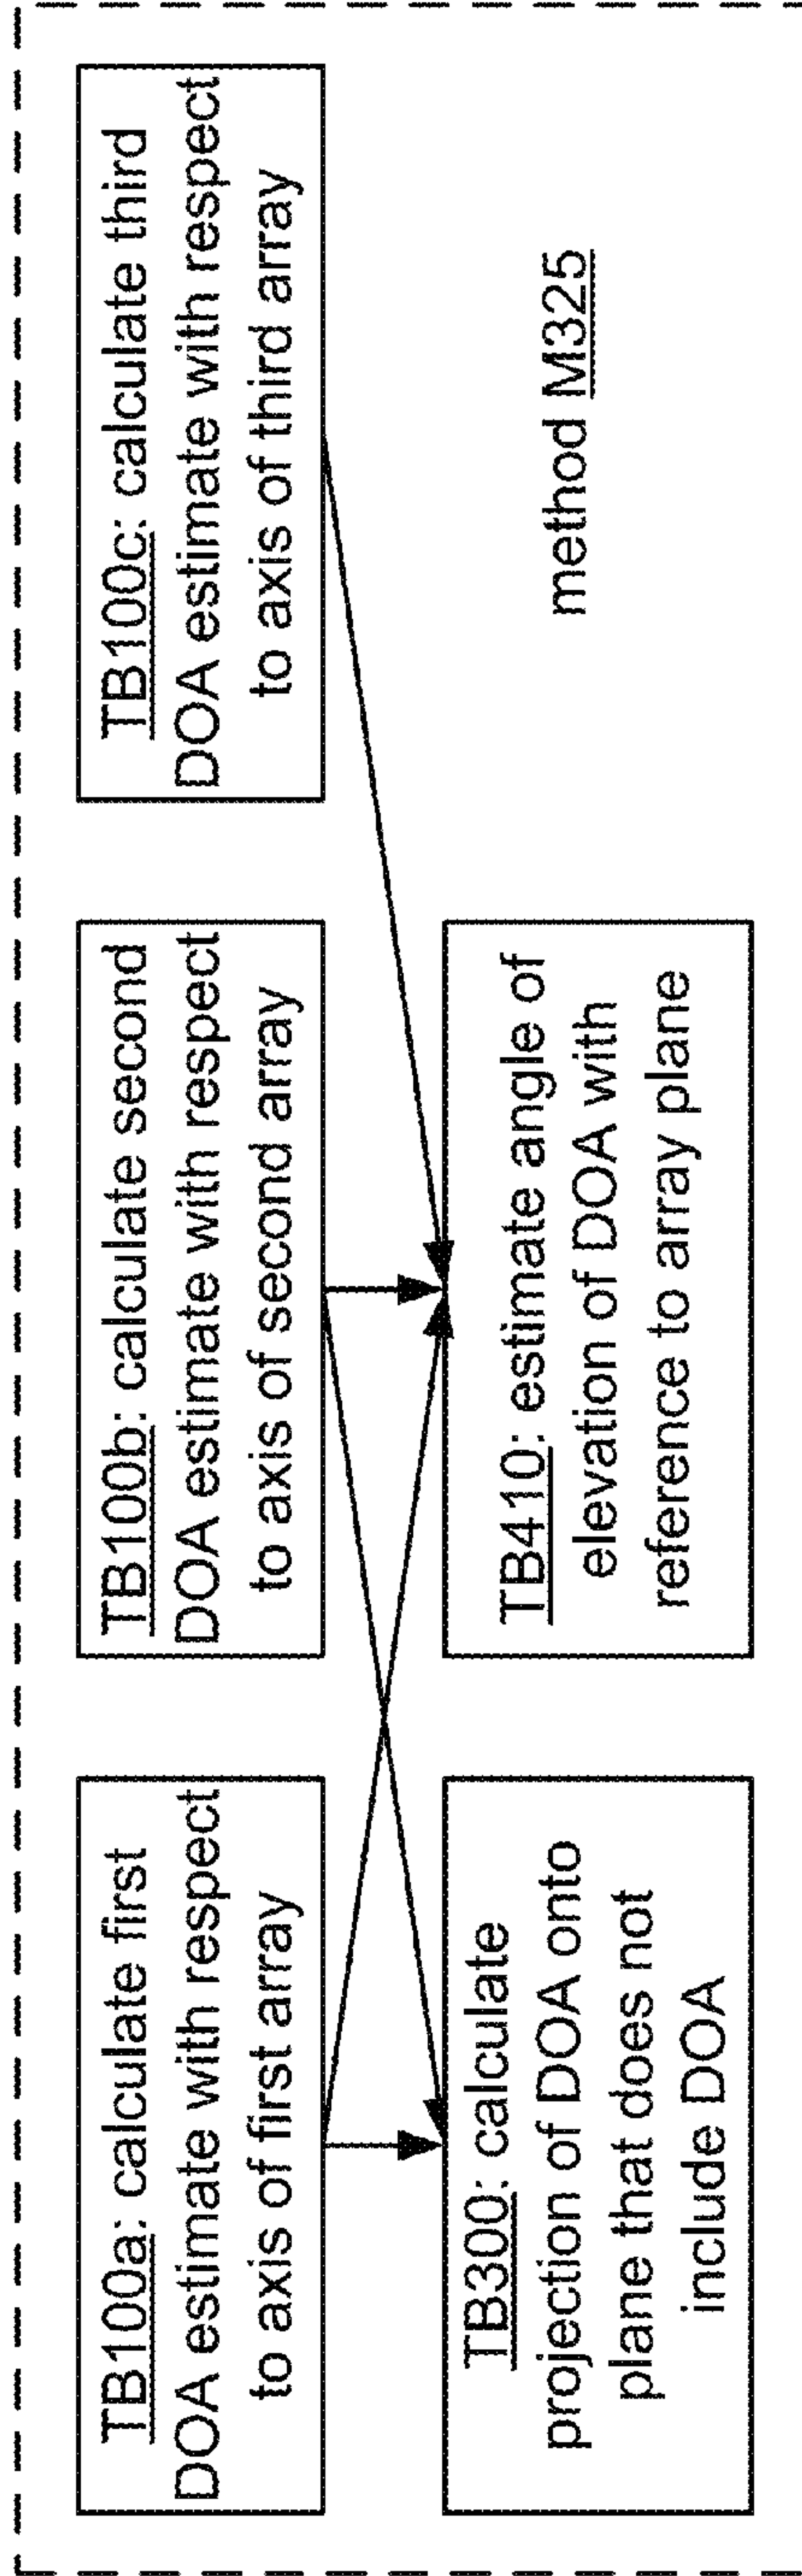 TB100a: calculate first
DOA estimate with respect
to axis of first array
TB100b: calculate second
DOA estimate with respect
to axis of second array
TB100c: calculate third
DOA estimate with respect
to axis of third array
TB300: calculate
projection of DOA onto
plane that does not
include DOA
TB410: estimate angle of
elevation of DOA with
reference to array plane
method M325